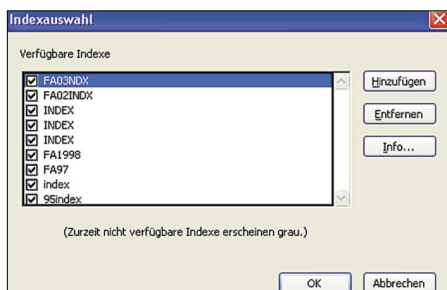 Indexauswahl
Verfügbare Indexe
FA03NDX
FA02INDX
INDEX
INDEX
INDEX
FA1998
FA97
index
95index
Hinzufügen
Entfernen
Info...
(Zurzeit nicht verfügbare Indexe erscheinen grau.)
OK
Abbrechen